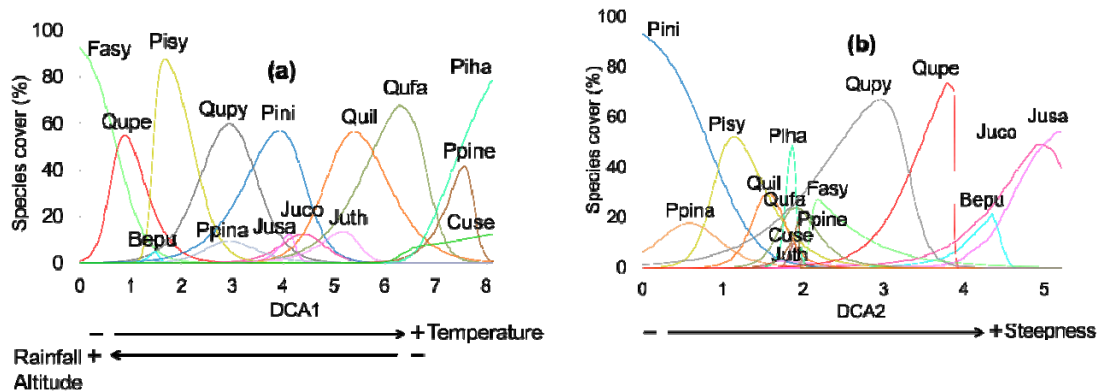 (a)
Species cover (%)
100
80
60
40
20
0
Fasy
Pisy
Qupe
Qupy
Pini
Quil
Qufa
Piha
Ppine
Bepu
Ppina
Jusa
Juco
Juth
Cuse
0 1 2 3 4 5 6 7 8
DCA1
− + Temperature
Rainfall + −
Altitude
(b)
Species cover (%)
100
80
60
40
20
0
Pini
Pisy
Ppina
Quil
PIha
Qufa
Fasy
Ppine
Cuse
Juth
Qupy
Qupe
Juco
Jusa
Bepu
0 1 2 3 4 5
DCA2
− + Steepness